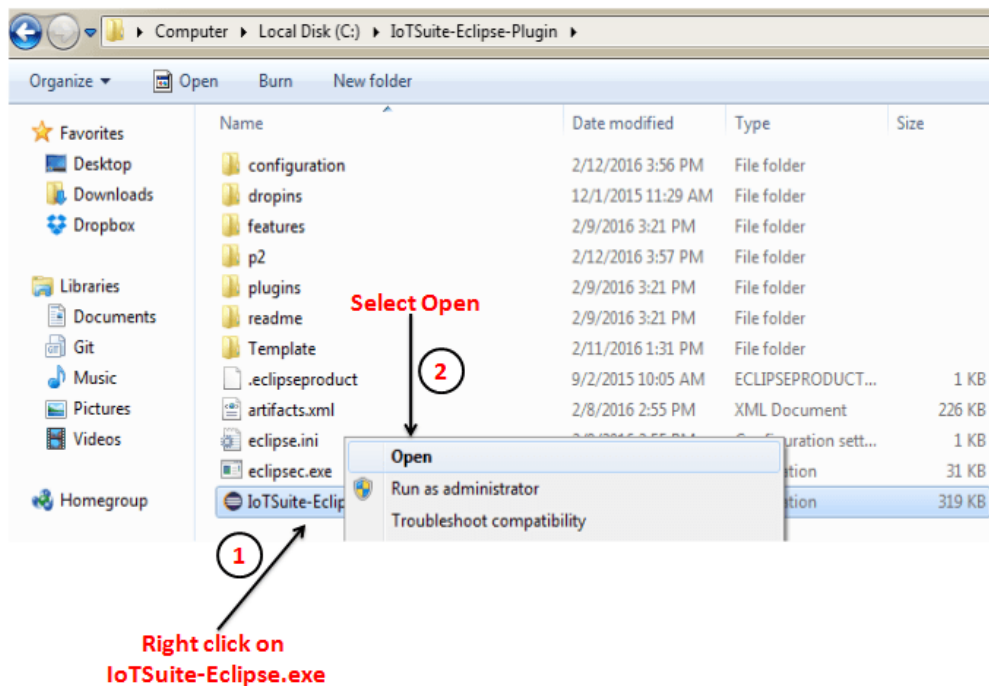 Computer Local Disk (C:) IoTSuite-Eclipse-Plugin
Organize Open Burn New folder
Name Date modified Type Size
Favorites
Desktop
Downloads
Dropbox
Libraries
Documents
Git
Music
Pictures
Videos
Homegroup
configuration 2/12/2016 3:56 PM File folder
dropins 12/1/2015 11:29 AM File folder
features 2/9/2016 3:21 PM File folder
p2 2/12/2016 3:57 PM File folder
plugins 2/9/2016 3:21 PM File folder
readme 2/9/2016 3:21 PM File folder
Template 2/11/2016 1:31 PM File folder
.eclipseproduct 9/2/2015 10:05 AM ECLIPSEPRODUCT... 1 KB
artifacts.xml 2/8/2016 2:55 PM XML Document 226 KB
eclipse.ini uration sett... 1 KB
eclipsec.exe ation 31 KB
IoTSuite-Eclip ation 319 KB
Select Open
2
Open
Run as administrator
Troubleshoot compatibility
1
Right click on
IoTSuite-Eclipse.exe